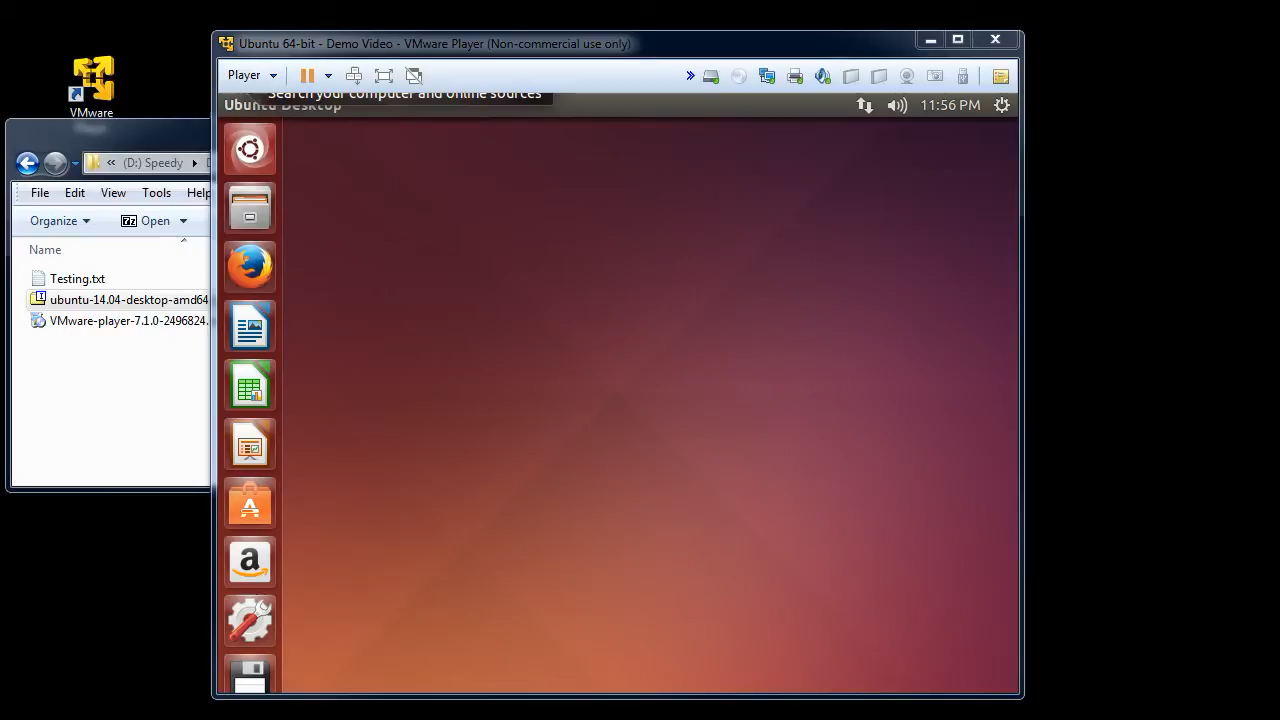 VMware
Player
(D:) Speedy
D
File Edit View Tools Help
Organize Open
Name
Testing.txt
ubuntu-14.04-desktop-amd64
VMware-player-7.1.0-2496824.
Ubuntu 64-bit - Demo Video - VMware Player (Non-commercial use only)
Player
Search your computer and online sources
Ubuntu Desktop
11:56 PM